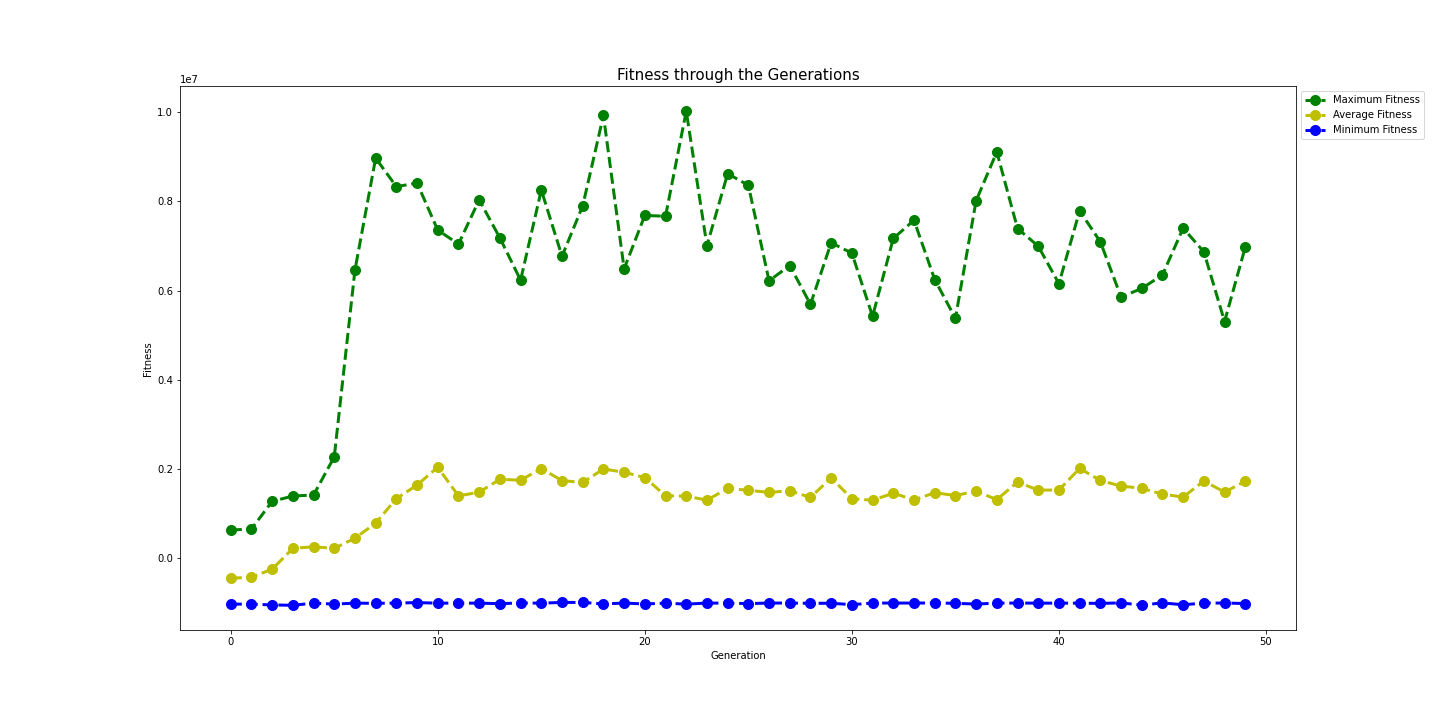 Fitness through the Generations
1e7
Maximum Fitness
Average Fitness
Minimum Fitness
1.0
0.8
0.6
0.4
0.2
0.0
Fitness
0 10 20 30 40 50
Generation